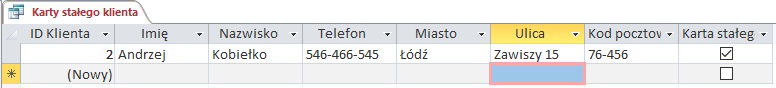 Karty stałego klienta
ID Klienta Imię Nazwisko Telefon Miasto Ulica Kod pocztow Karta stałeg
2 Andrzej Kobiełko 546-466-545 Łódź Zawiszy 15 76-456
(Nowy)